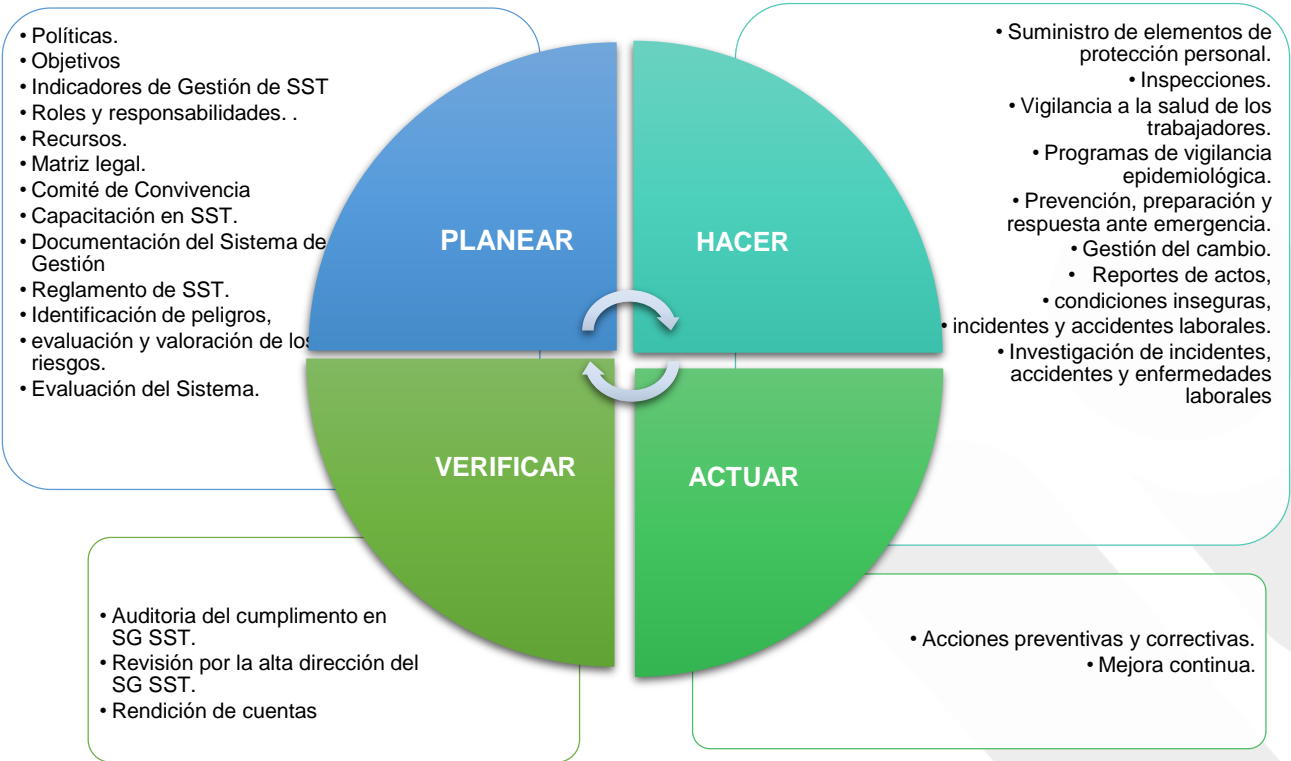 • Políticas.
• Objetivos
• Indicadores de Gestión de SST
• Roles y responsabilidades. .
• Recursos.
• Matriz legal.
• Comité de Convivencia
• Capacitación en SST.
• Documentación del Sistema de
Gestión
• Reglamento de SST.
• Identificación de peligros,
• evaluación y valoración de los
riesgos.
• Evaluación del Sistema.
PLANEAR
HACER
• Suministro de elementos de
protección personal.
• Inspecciones.
• Vigilancia a la salud de los
trabajadores.
• Programas de vigilancia
epidemiológica.
• Prevención, preparación y
respuesta ante emergencia.
• Gestión del cambio.
• Reportes de actos,
• condiciones inseguras,
• incidentes y accidentes laborales.
• Investigación de incidentes,
accidentes y enfermedades
laborales
VERIFICAR
ACTUAR
• Auditoria del cumplimento en
SG SST.
• Revisión por la alta dirección del
SG SST.
• Rendición de cuentas
• Acciones preventivas y correctivas.
• Mejora continua.